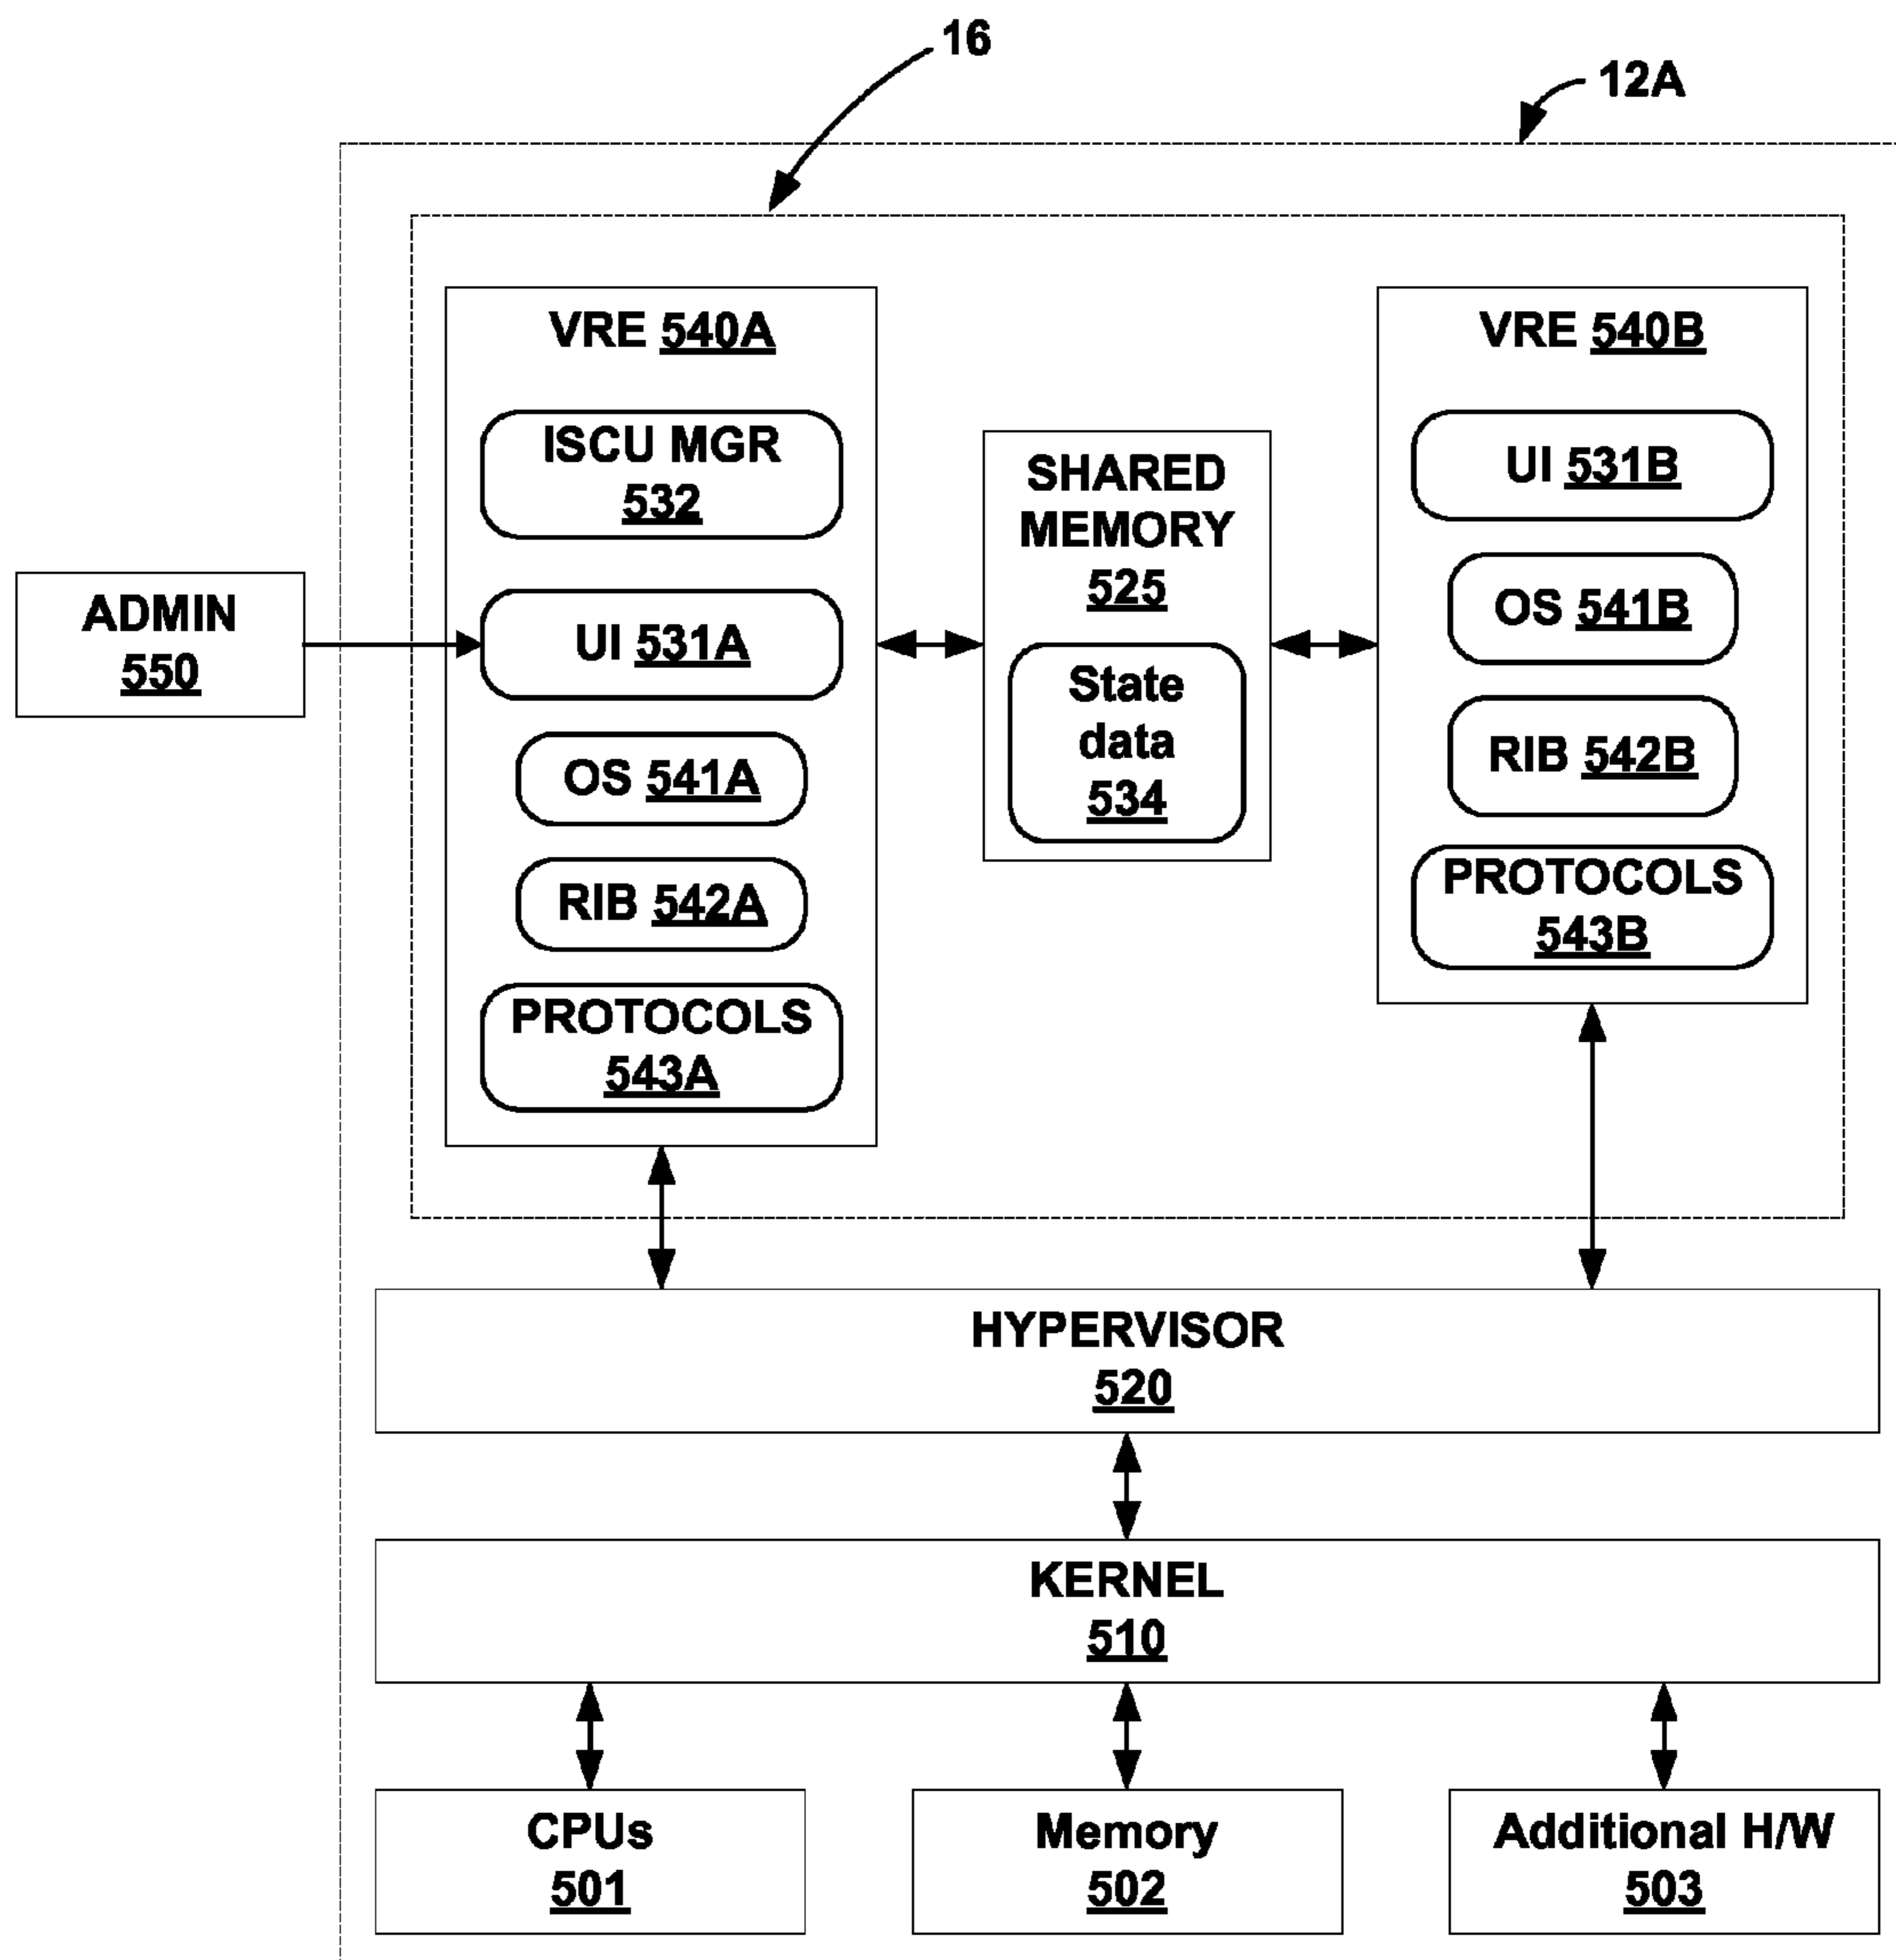 16
12A
VRE 540A
ISCU MGR
532
UI 531A
OS 541A
RIB 542A
PROTOCOLS
543A
ADMIN
550
SHARED
MEMORY
525
State
data
534
VRE 540B
UI 531B
OS 541B
RIB 542B
PROTOCOLS
543B
HYPERVISOR
520
KERNEL
510
CPUs
501
Memory
502
Additional H/W
503